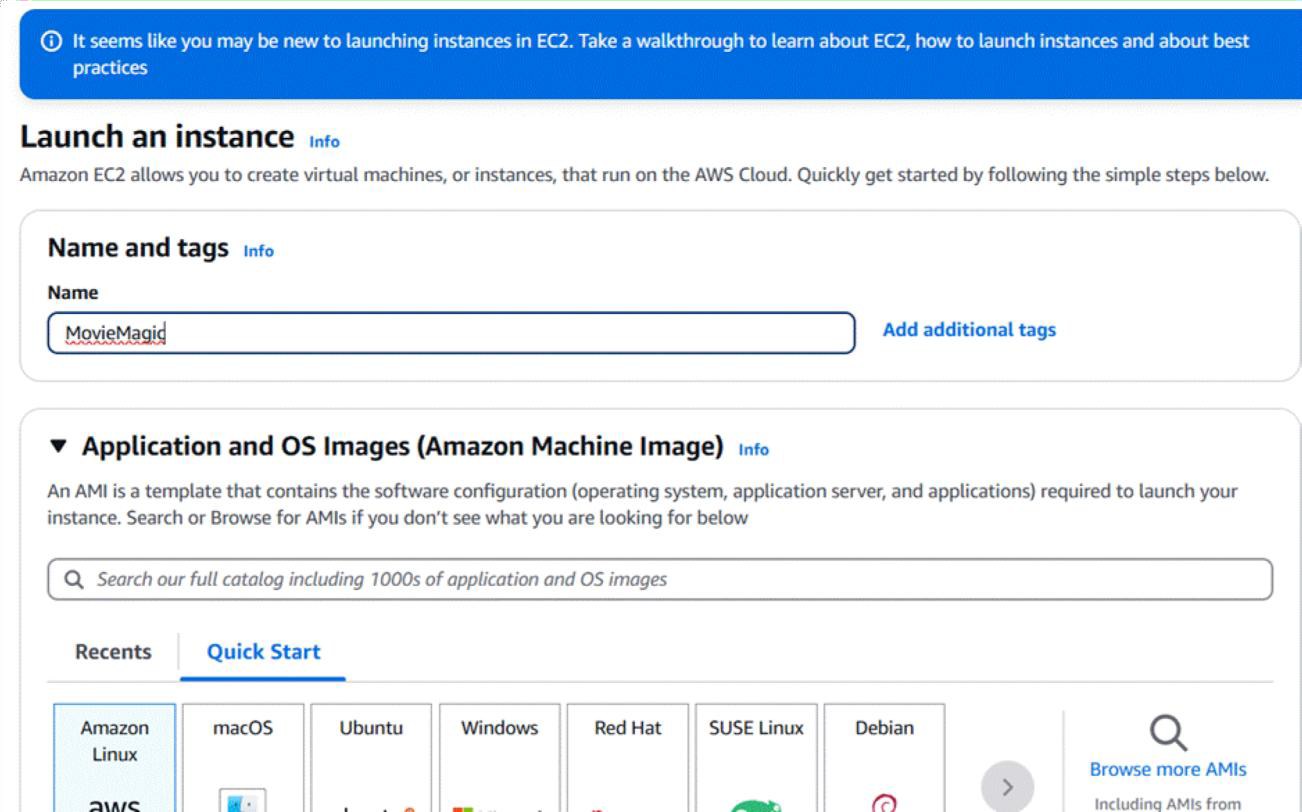 It seems like you may be new to launching instances in EC2. Take a walkthrough to learn about EC2, how to launch instances and about best
practices
Launch an instance Info
Amazon EC2 allows you to create virtual machines, or instances, that run on the AWS Cloud. Quickly get started by following the simple steps below.
Name and tags Info
Name
MovieMagic Add additional tags
Application and OS Images (Amazon Machine Image) Info
An AMI is a template that contains the software configuration (operating system, application server, and applications) required to launch your
instance. Search or Browse for AMIs if you don't see what you are looking for below
Search our full catalog including 1000s of application and OS images
Recents Quick Start
Amazon macOS Ubuntu Windows Red Hat SUSE Linux Debian
Linux
Browse more AMIs
aws Including AMIs from